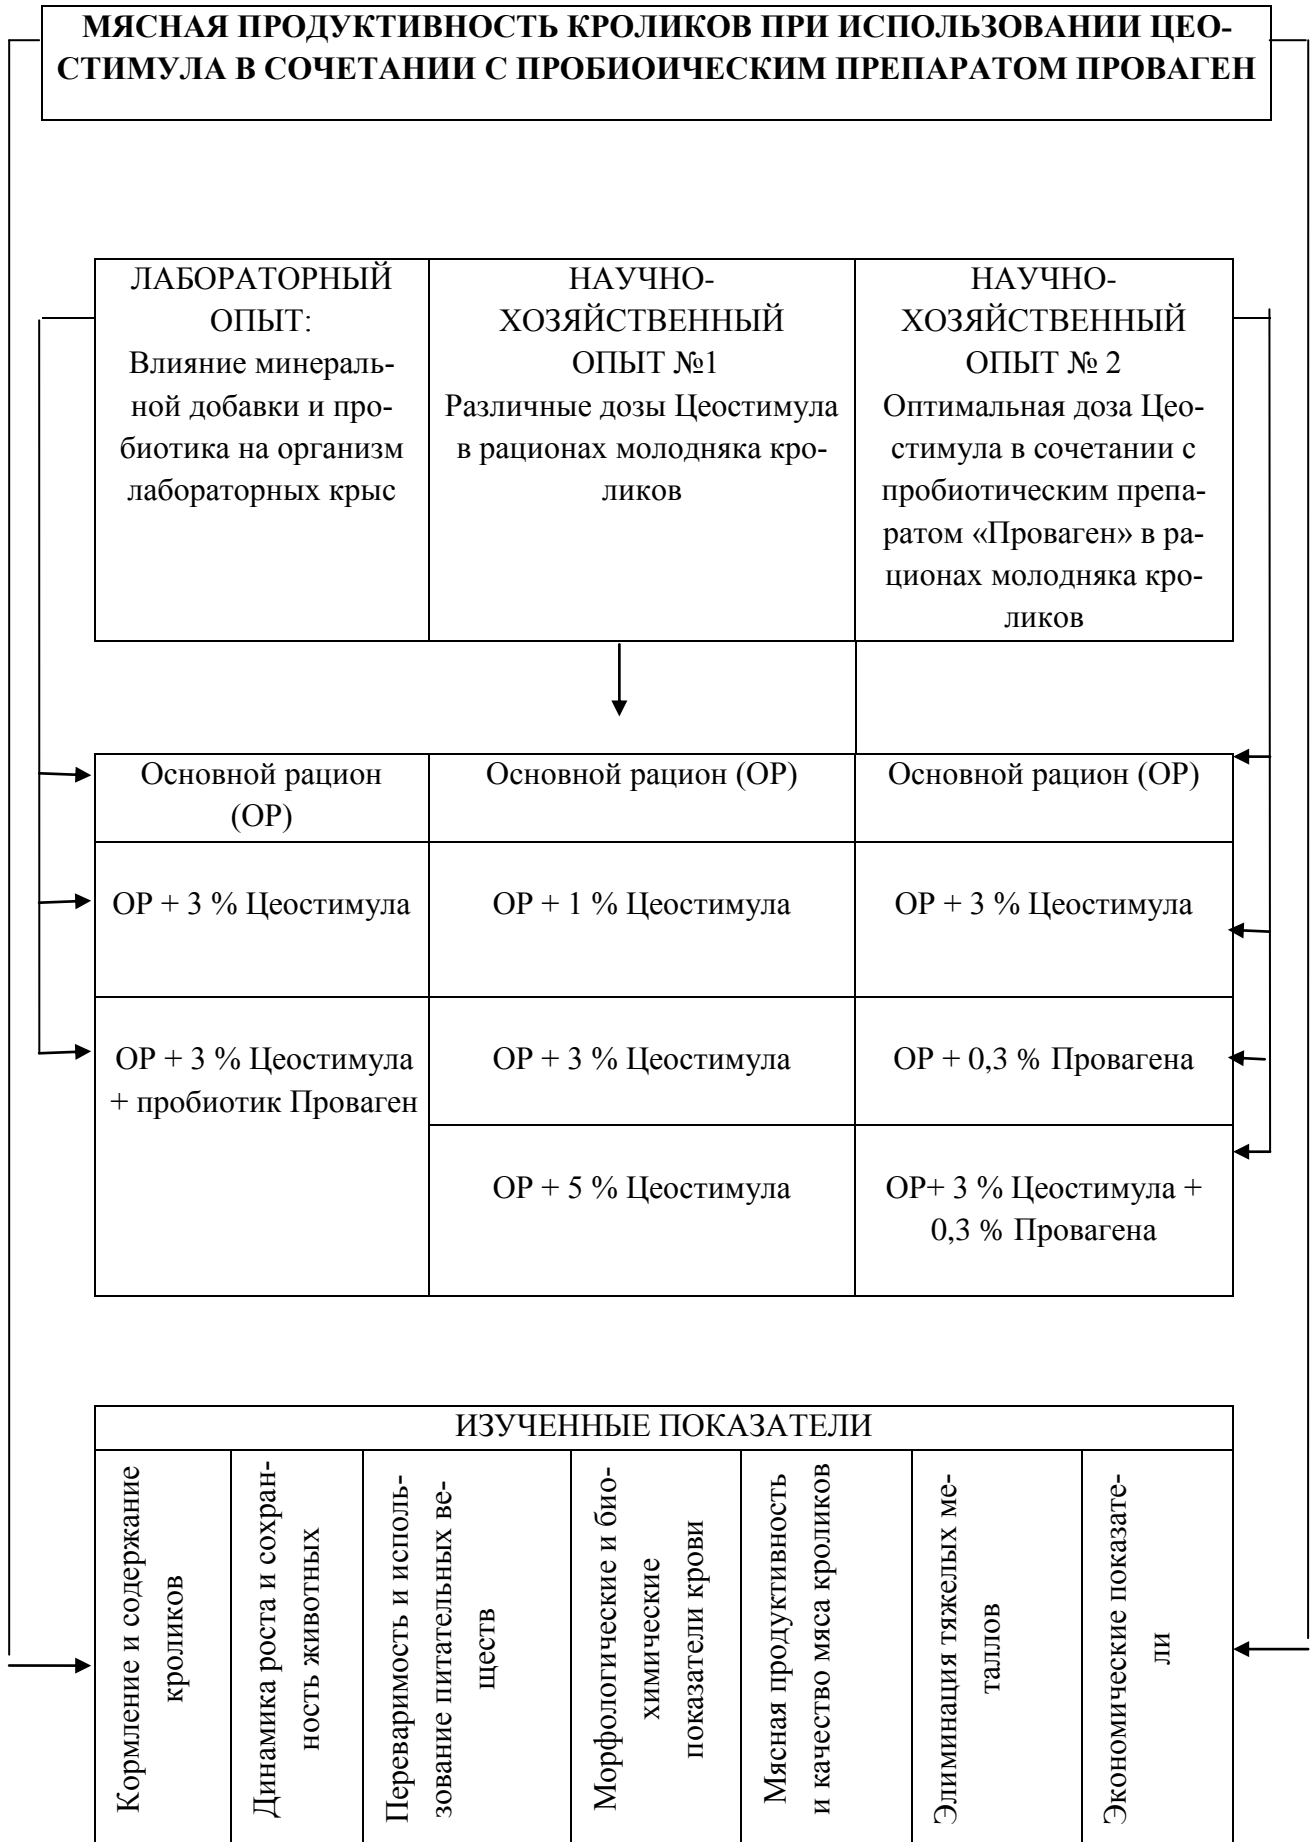 МЯСНАЯ ПРОДУКТИВНОСТЬ КРОЛИКОВ ПРИ ИСПОЛЬЗОВАНИИ ЦЕО-
СТИМУЛА В СОЧЕТАНИИ С ПРОБИОИЧЕСКИМ ПРЕПАРАТОМ ПРОВАГЕН
ЛАБОРАТОРНЫЙ
ОПЫТ:
Влияние минераль-
ной добавки и про-
биотика на организм
лабораторных крыс
НАУЧНО-
ХОЗЯЙСТВЕННЫЙ
ОПЫТ №1
Различные дозы Цеостимула
в рационах молодняка кро-
ликов
НАУЧНО-
ХОЗЯЙСТВЕННЫЙ
ОПЫТ № 2
Оптимальная доза Цео-
стимула в сочетании с
пробиотическим препа-
ратом «Проваген» в ра-
ционах молодняка кро-
ликов
Основной рацион
(ОР)
Основной рацион (ОР)
Основной рацион (ОР)
ОР + 3 % Цеостимула
ОР + 1 % Цеостимула
ОР + 3 % Цеостимула
ОР + 3 % Цеостимула
+ пробиотик Проваген
ОР + 3 % Цеостимула
ОР + 0,3 % Провагена
ОР + 5 % Цеостимула
ОР+ 3 % Цеостимула +
0,3 % Провагена
ИЗУЧЕННЫЕ ПОКАЗАТЕЛИ
Кормление и содержание
кроликов
Динамика роста и сохран-
ность животных
Переваримость и исполь-
зование питательных ве-
ществ
Морфологические и био-
химические
показатели крови
Мясная продуктивность
и качество мяса кроликов
Элиминация тяжелых ме-
таллов
Экономические показате-
ли